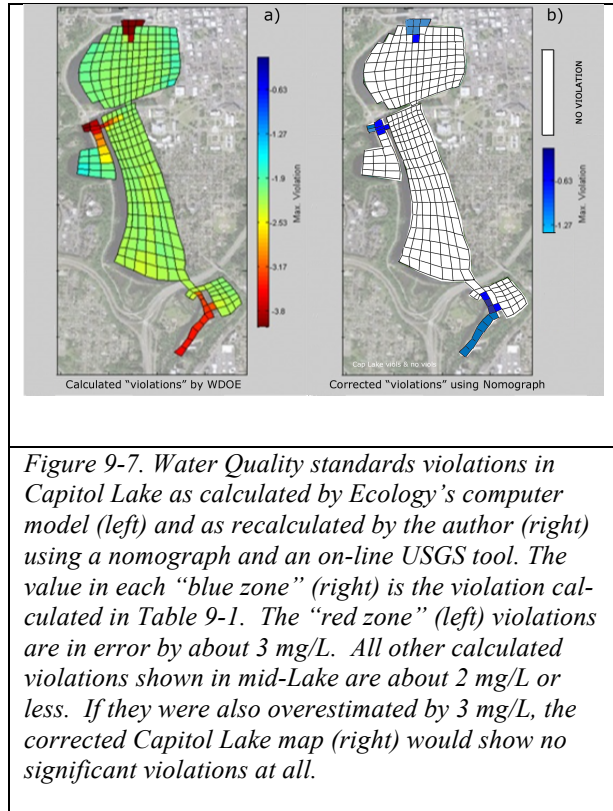 a)
b)
-0.63
-1.27
-1.9
-2.53
-3.17
-3.8
Max. Violation
NO VIOLATION
-0.63
-1.27
Max. Violation
Cap Lake viols & no viols
Calculated “violations” by WDOE
Corrected “violations” using Nomograph
Figure 9-7. Water Quality standards violations in
Capitol Lake as calculated by Ecology’s computer
model (left) and as recalculated by the author (right)
using a nomograph and an on-line USGS tool. The
value in each “blue zone” (right) is the violation cal-
culated in Table 9-1. The “red zone” (left) violations
are in error by about 3 mg/L. All other calculated
violations shown in mid-Lake are about 2 mg/L or
less. If they were also overestimated by 3 mg/L, the
corrected Capitol Lake map (right) would show no
significant violations at all.